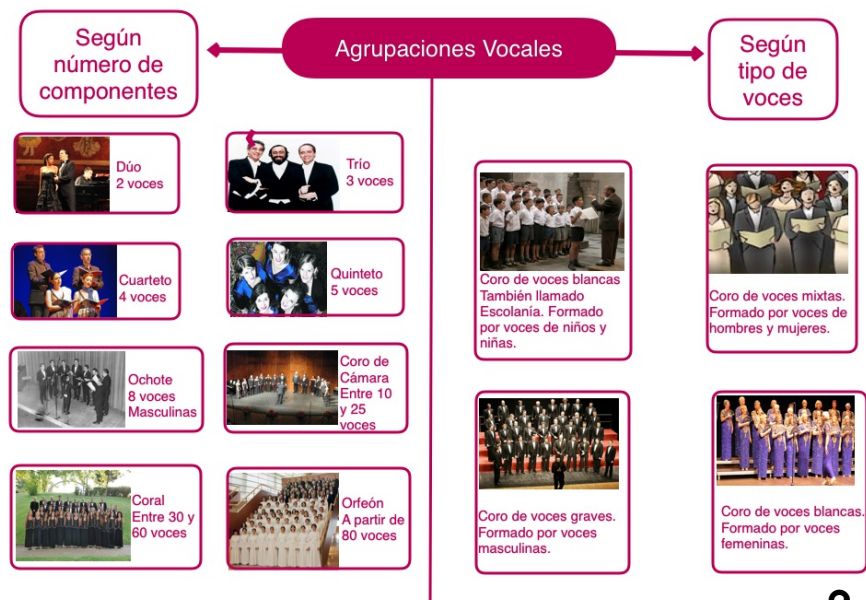 Agrupaciones Vocales
Según
número de
componentes
Dúo
2 voces
Trío
3 voces
Cuarteto
4 voces
Quinteto
5 voces
Ochote
8 voces
Masculinas
Coro de
Cámara
Entre 10
y 25
voces
Coral
Entre 30 y
60 voces
Orfeón
A partir de
80 voces
Según
tipo de
voces
Coro de voces blancas
También llamado
Escolanía. Formado
por voces de niños y
niñas.
Coro de voces mixtas.
Formado por voces de
hombres y mujeres.
Coro de voces graves.
Formado por voces
masculinas.
Coro de voces blancas.
Formado por voces
femeninas.